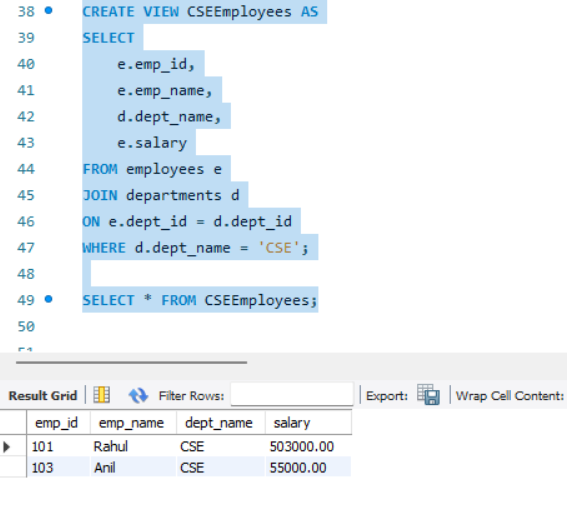 38 CREATE VIEW CSEEmployees AS
39 SELECT
40 e.emp_id,
41 e.emp_name,
42 d.dept_name,
43 e.salary
44 FROM employees e
45 JOIN departments d
46 ON e.dept_id = d.dept_id
47 WHERE d.dept_name = 'CSE';
48
49 SELECT * FROM CSEEmployees;
50
51
Result Grid Filter Rows: Export: Wrap Cell Content:
emp_id emp_name dept_name salary
101 Rahul CSE 503000.00
103 Anil CSE 55000.00